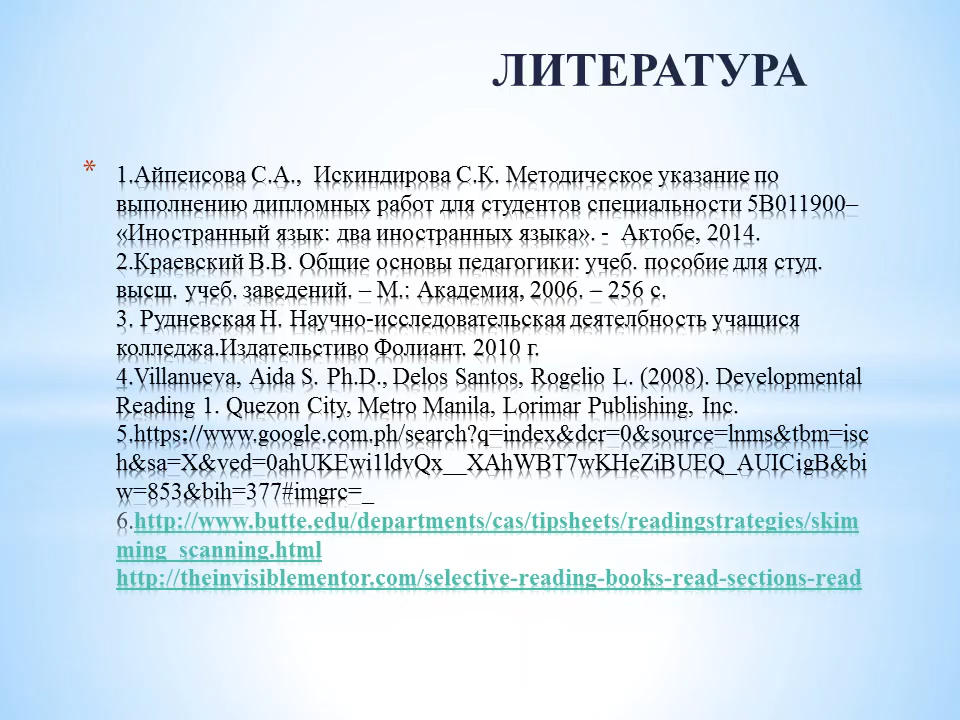 ЛИТЕРАТУРА
* 1.Айпеисова С.А., Искиндирова С.К. Методическое указание по
выполнению дипломных работ для студентов специальности 5В011900–
«Иностранный язык: два иностранных языка». - Актобе, 2014.
2.Краевский В.В. Общие основы педагогики: учеб. пособие для студ.
высш. учеб. заведений. – М.: Академия, 2006. – 256 с.
3. Рудневская Н. Научно-исследовательская деятелбность учащися
колледжа.Издательстиво Фолиант. 2010 г.
4.Villanueva, Aida S. Ph.D., Delos Santos, Rogelio L. (2008). Developmental
Reading 1. Quezon City, Metro Manila, Lorimar Publishing, Inc.
5.https://www.google.com.ph/search?q=index&dcr=0&source=lnms&tbm=isc
h&sa=X&ved=0ahUKEwi1ldvQx__XAhWBT7wKHeZiBUEQ_AUICigB&bi
w=853&bih=377#imgrc=_
6.http://www.butte.edu/departments/cas/tipsheets/readingstrategies/skim
ming_scanning.html
http://theinvisiblementor.com/selective-reading-books-read-sections-read